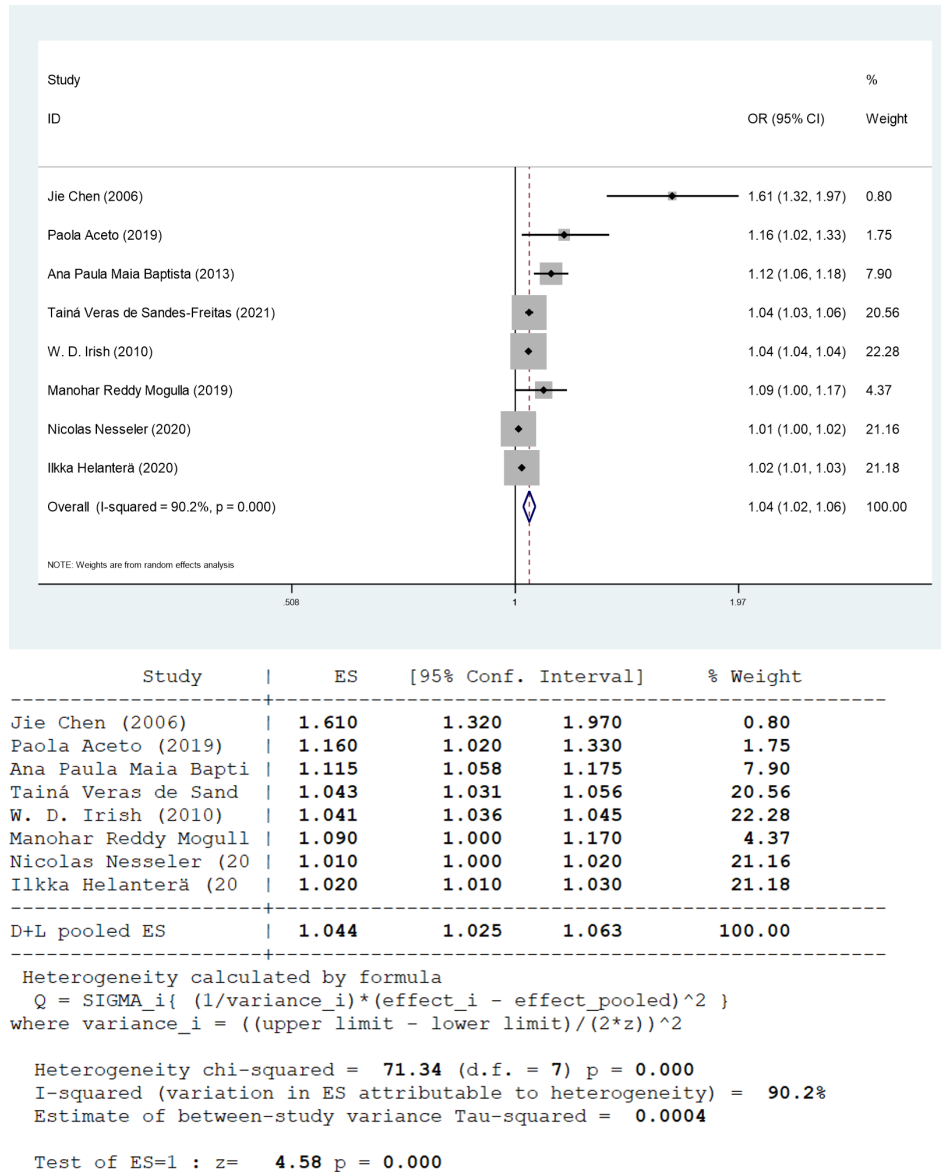 Study %
ID OR (95% CI) Weight
Jie Chen (2006) 1.61 (1.32, 1.97) 0.80
Paola Aceto (2019) 1.16 (1.02, 1.33) 1.75
Ana Paula Maia Baptista (2013) 1.12 (1.06, 1.18) 7.90
Tainá Veras de Sandes-Freitas (2021) 1.04 (1.03, 1.06) 20.56
W. D. Irish (2010) 1.04 (1.04, 1.04) 22.28
Manohar Reddy Mogulla (2019) 1.09 (1.00, 1.17) 4.37
Nicolas Nesseler (2020) 1.01 (1.00, 1.02) 21.16
Ilkka Helanterä (2020) 1.02 (1.01, 1.03) 21.18
Overall (I-squared = 90.2%, p = 0.000) 1.04 (1.02, 1.06) 100.00
NOTE: Weights are from random effects analysis
.508 1 1.97
Study | ES [95% Conf. Interval] % Weight
---------------------+---------------------------------------------------
Jie Chen (2006) | 1.610 1.320 1.970 0.80
Paola Aceto (2019) | 1.160 1.020 1.330 1.75
Ana Paula Maia Bapti | 1.115 1.058 1.175 7.90
Tainá Veras de Sand | 1.043 1.031 1.056 20.56
W. D. Irish (2010) | 1.041 1.036 1.045 22.28
Manohar Reddy Mogull | 1.090 1.000 1.170 4.37
Nicolas Nesseler (20 | 1.010 1.000 1.020 21.16
Ilkka Helanterä (20 | 1.020 1.010 1.030 21.18
---------------------+---------------------------------------------------
D+L pooled ES | 1.044 1.025 1.063 100.00
---------------------+---------------------------------------------------
Heterogeneity calculated by formula
Q = SIGMA_i{ (1/variance_i)*(effect_i - effect_pooled)^2 }
where variance_i = ((upper limit - lower limit)/(2*z))^2
Heterogeneity chi-squared = 71.34 (d.f. = 7) p = 0.000
I-squared (variation in ES attributable to heterogeneity) = 90.2%
Estimate of between-study variance Tau-squared = 0.0004
Test of ES=1 : z= 4.58 p = 0.000